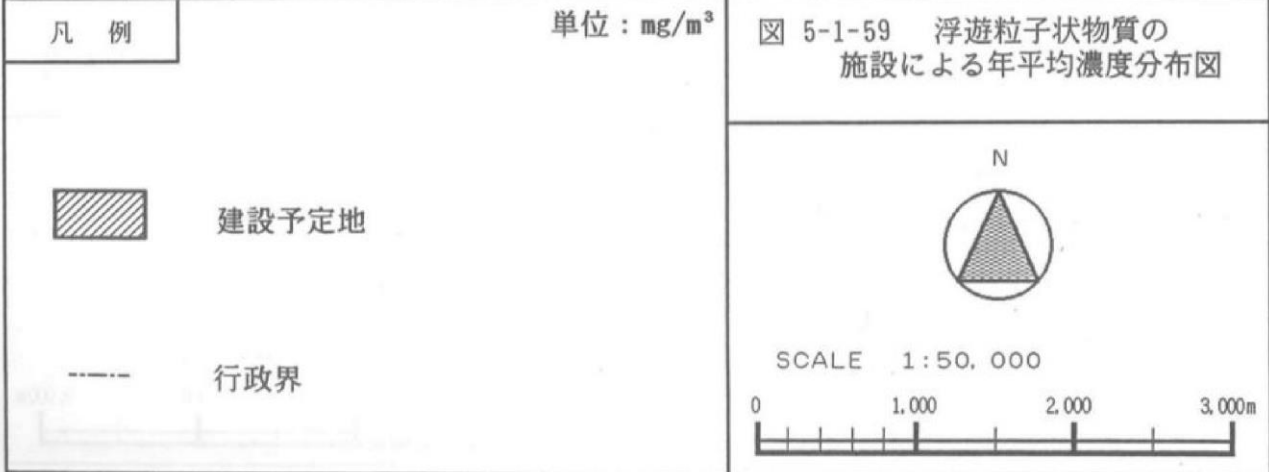 凡 例
単位：mg/m³
建設予定地
行政界
図 5-1-59 浮遊粒子状物質の
施設による年平均濃度分布図
N
SCALE 1:50,000
0 1,000 2,000 3,000m